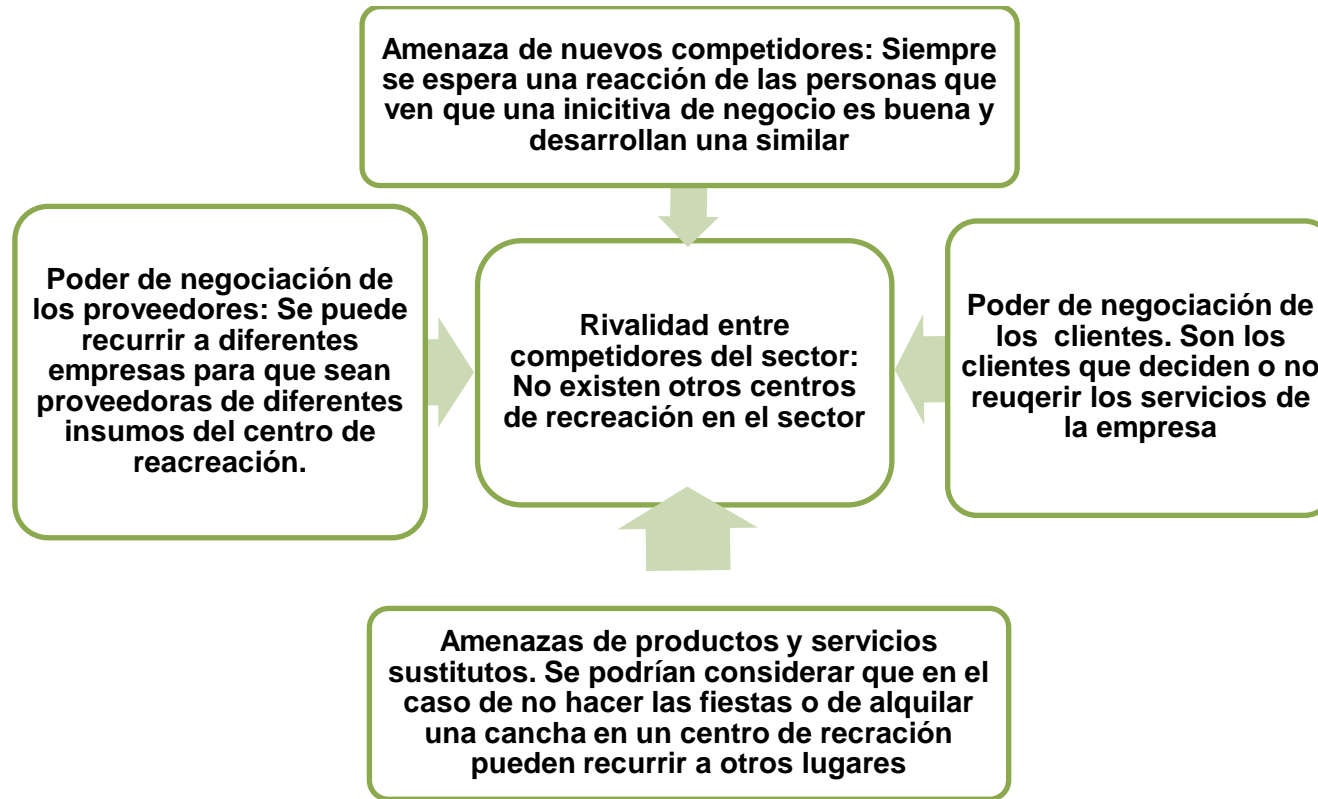 Amenaza de nuevos competidores: Siempre
se espera una reacción de las personas que
ven que una inicitiva de negocio es buena y
desarrollan una similar
Poder de negociación de
los proveedores: Se puede
recurrir a diferentes
empresas para que sean
proveedoras de diferentes
insumos del centro de
reacreación.
Rivalidad entre
competidores del sector:
No existen otros centros
de recreación en el sector
Poder de negociación de
los clientes. Son los
clientes que deciden o no
reuqerir los servicios de
la empresa
Amenazas de productos y servicios
sustitutos. Se podrían considerar que en el
caso de no hacer las fiestas o de alquilar
una cancha en un centro de recración
pueden recurrir a otros lugares